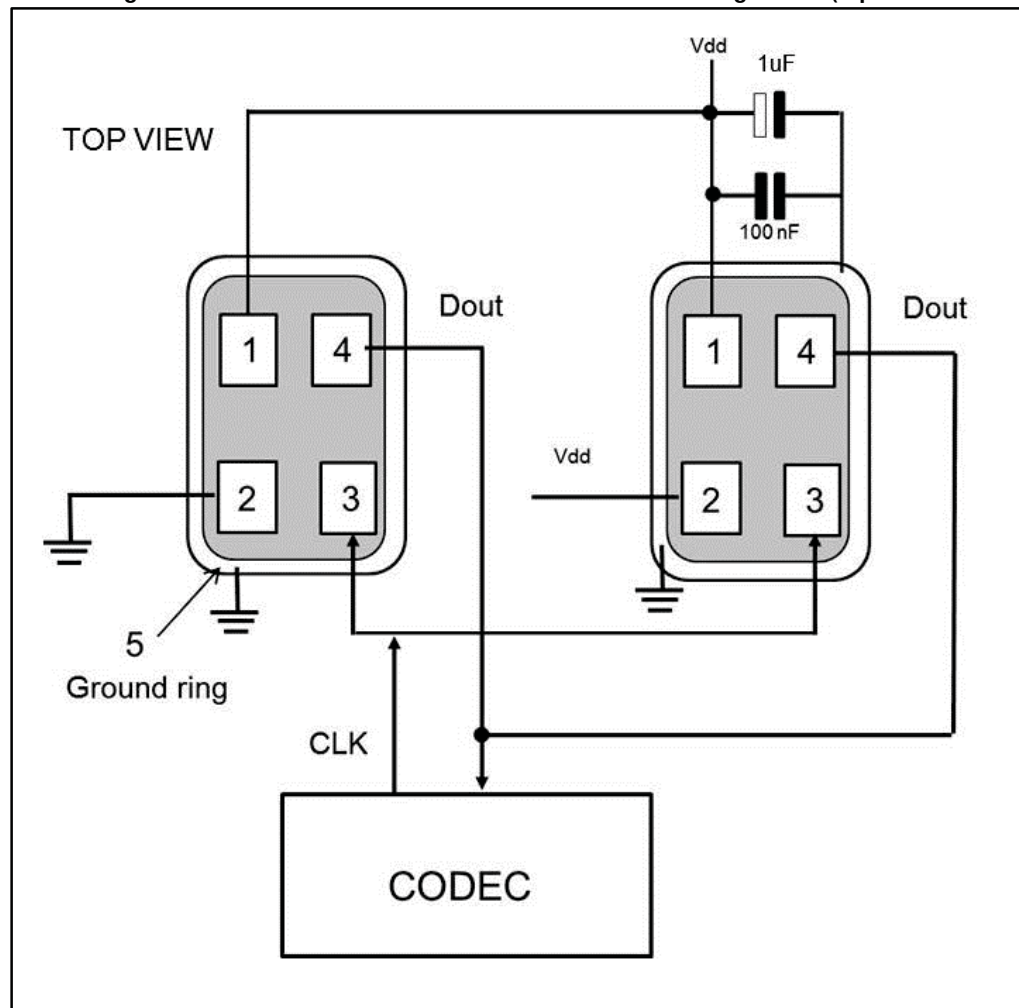 Vdd
1uF
TOP VIEW
100 nF
Dout
Dout
1
4
1
4
Vdd
2
3
2
3
5
Ground ring
CLK
CODEC